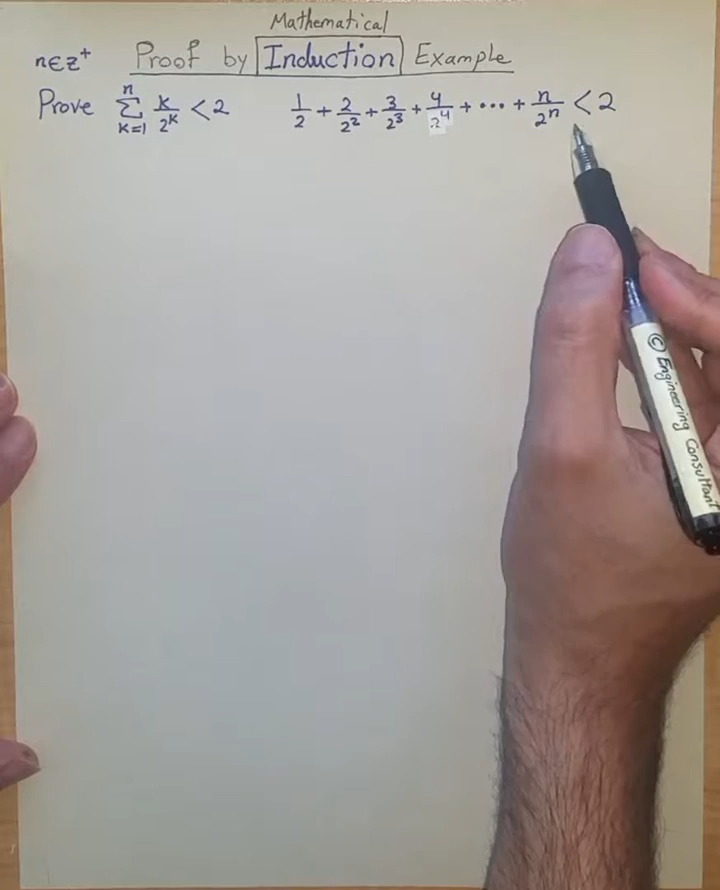 Mathematical
n∈z⁺ Proof by Induction Example
Prove ∑_{k=1}^{n} k/2^k < 2    1/2 + 2/2² + 3/2³ + 4/2⁴ + ··· + n/2ⁿ < 2
© Engineering Consultant